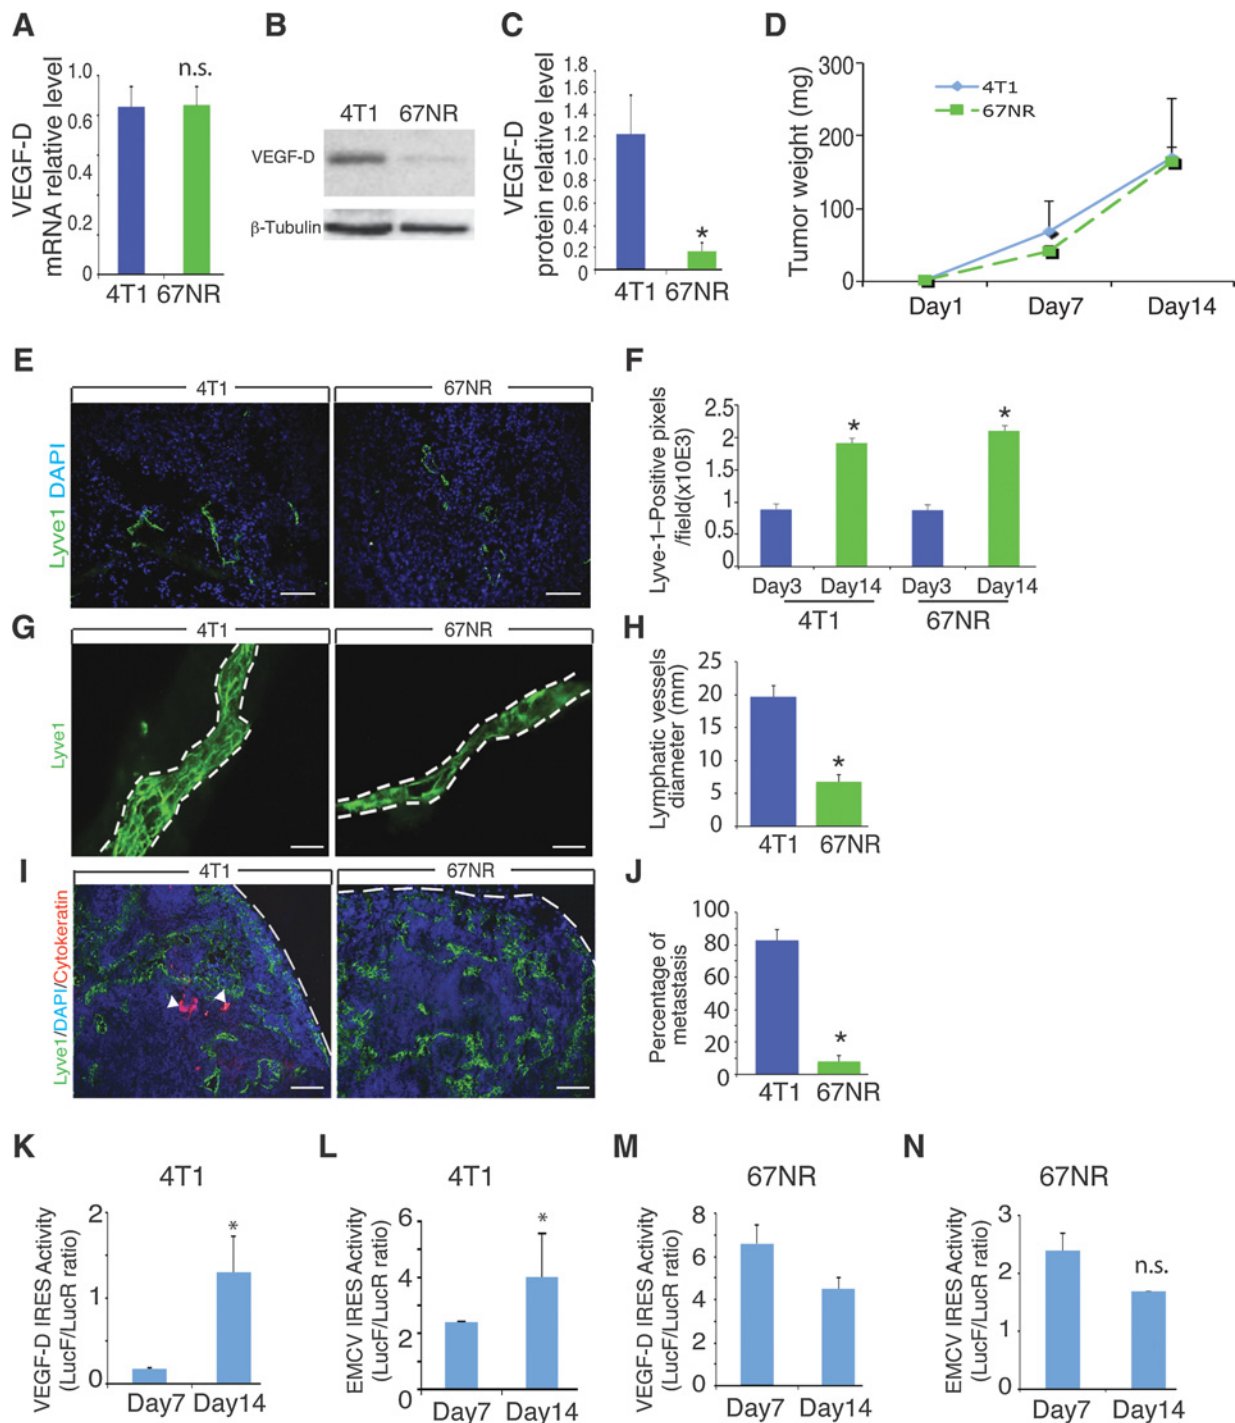 A
VEGF-D
mRNA relative level
1.0
0.8
0.6
0.4
0.2
0
n.s.
4T1 67NR
B
4T1 67NR
VEGF-D
β-Tubulin
C
VEGF-D
protein relative level
1.8
1.6
1.4
1.2
1.0
0.8
0.6
0.4
0.2
0
*
4T1 67NR
D
Tumor weight (mg)
300
200
100
0
4T1
67NR
Day1 Day7 Day14
E
4T1 67NR
Lyve1 DAPI
F
Lyve-1–Positive pixels
/field(x10E3)
2.5
2
1.5
1
0.5
0
* *
Day3 Day14 Day3 Day14
4T1 67NR
G
4T1 67NR
Lyve1
H
Lymphatic vessels
diameter (mm)
25
20
15
10
5
0
*
4T1 67NR
I
4T1 67NR
Lyve1/DAPI/Cytokeratin
J
Percentage of
metastasis
100
80
60
40
20
0
*
4T1 67NR
K
4T1
VEGF-D IRES Activity
(LucF/LucR ratio)
2
1
0
*
Day7 Day14
L
4T1
EMCV IRES Activity
(LucF/LucR ratio)
6
4
2
0
*
Day7 Day14
M
67NR
VEGF-D IRES Activity
(LucF/LucR ratio)
8
6
4
2
0
Day7 Day14
N
67NR
EMCV IRES Activity
(LucF/LucR ratio)
3
2
1
0
n.s.
Day7 Day14